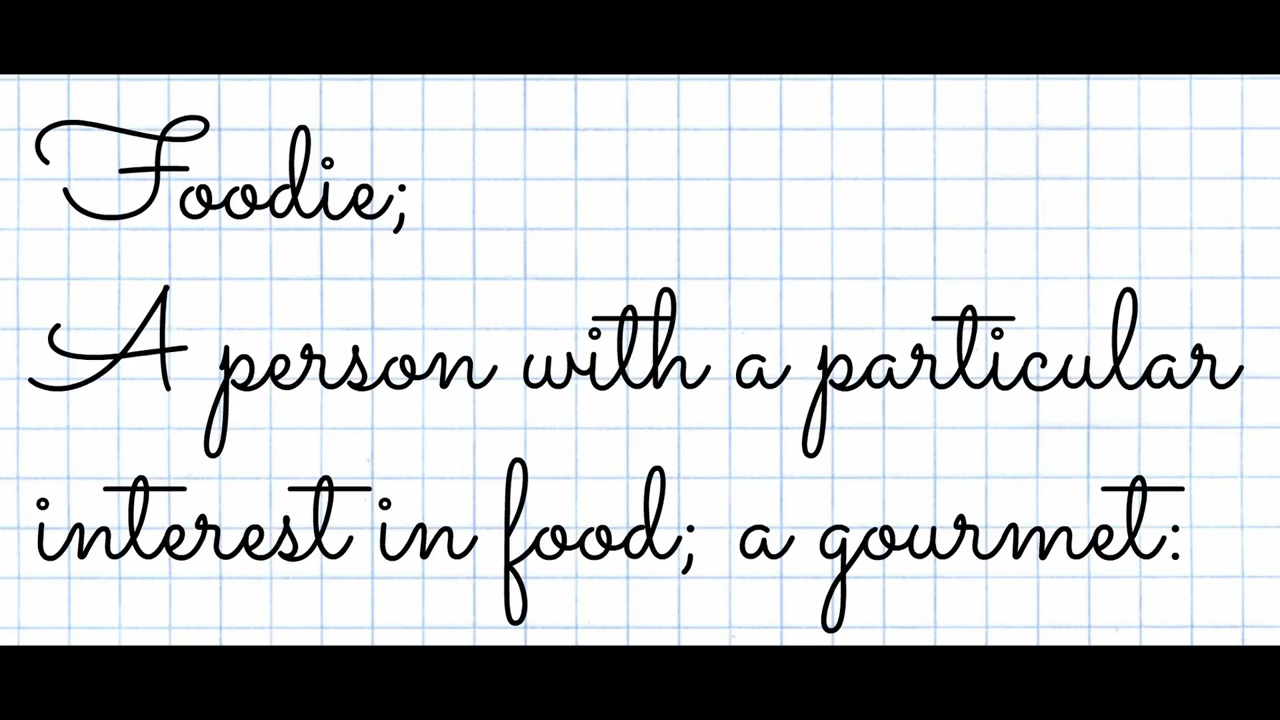 Foodie;
A person with a particular
interest in food; a gourmet: